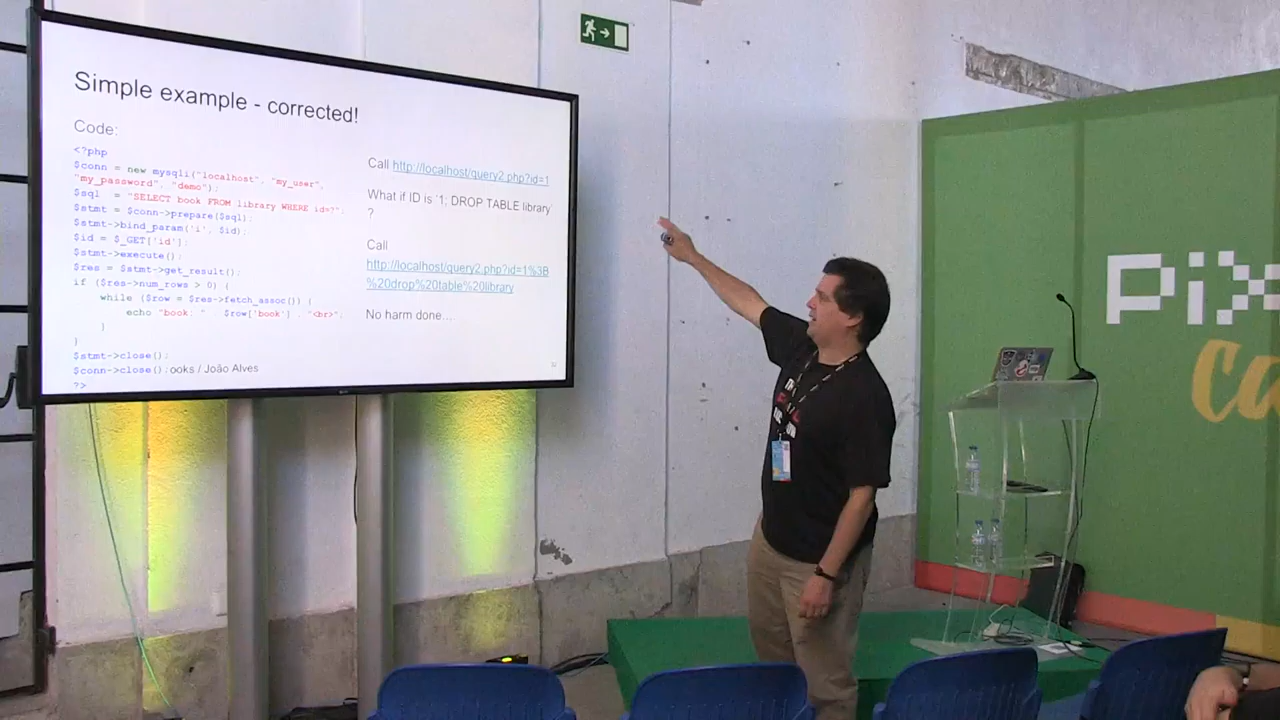 Simple example - corrected!
Code:
<?php
$conn = new mysqli("localhost", "my_user",
"my_password", "demo");
$sql = "SELECT book FROM library WHERE id=?";
$stmt = $conn->prepare($sql);
$stmt->bind_param('i', $id);
$id = $_GET['id'];
$stmt->execute();
$res = $stmt->get_result();
if ($res->num_rows > 0) {
while ($row = $res->fetch_assoc()) {
echo "book: " . $row['book'] . "<br>";
}
}
$stmt->close();
$conn->close();
ooks / João Alves
?>
Call http://localhost/query2.php?id=1
What if ID is '1; DROP TABLE library'
?
Call
http://localhost/query2.php?id=1%3B
%20drop%20table%20library
No harm done…